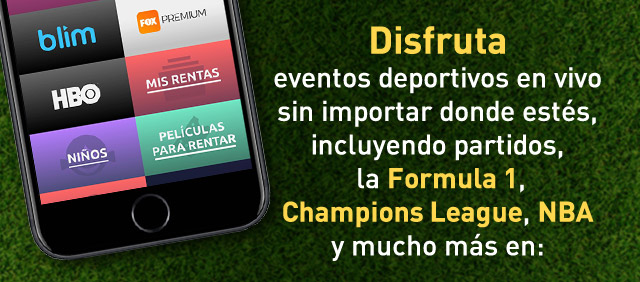 blim
FOX PREMIUM
HBO
MIS RENTAS
NIÑOS
PELÍCULAS
PARA RENTAR
Disfruta
eventos deportivos en vivo
sin importar donde estés,
incluyendo partidos,
la Formula 1,
Champions League, NBA
y mucho más en: